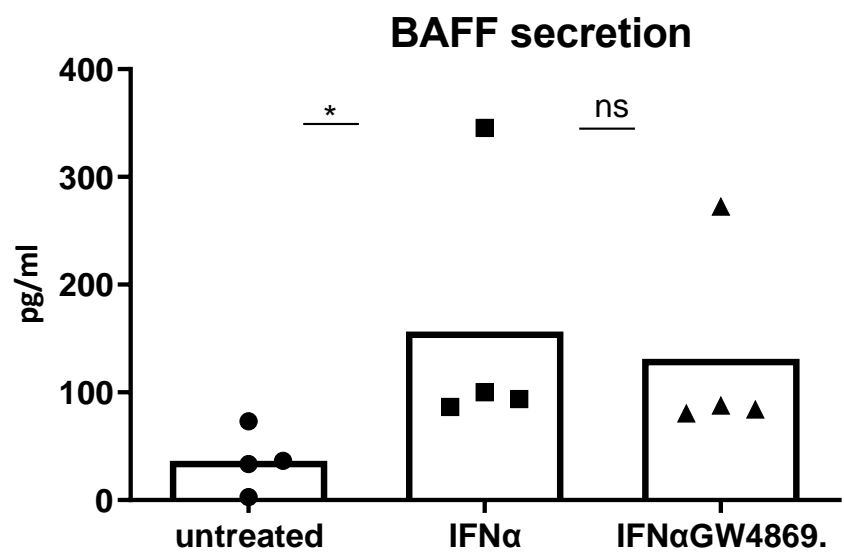 BAFF secretion
400
300
200
100
0
pg/ml
*
ns
untreated
IFNα
IFNαGW4869.